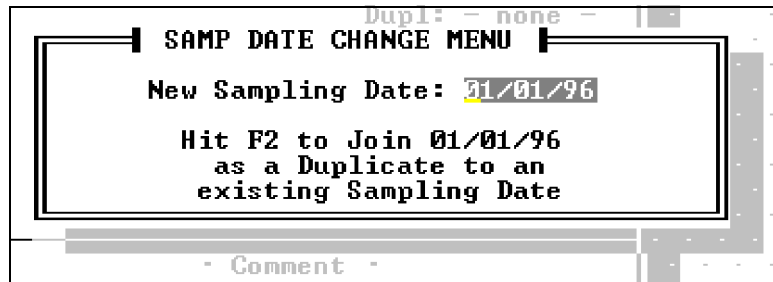 Dupl: - none -
SAMP DATE CHANGE MENU
New Sampling Date: 01/01/96
Hit F2 to Join 01/01/96
as a Duplicate to an
existing Sampling Date
- Comment -